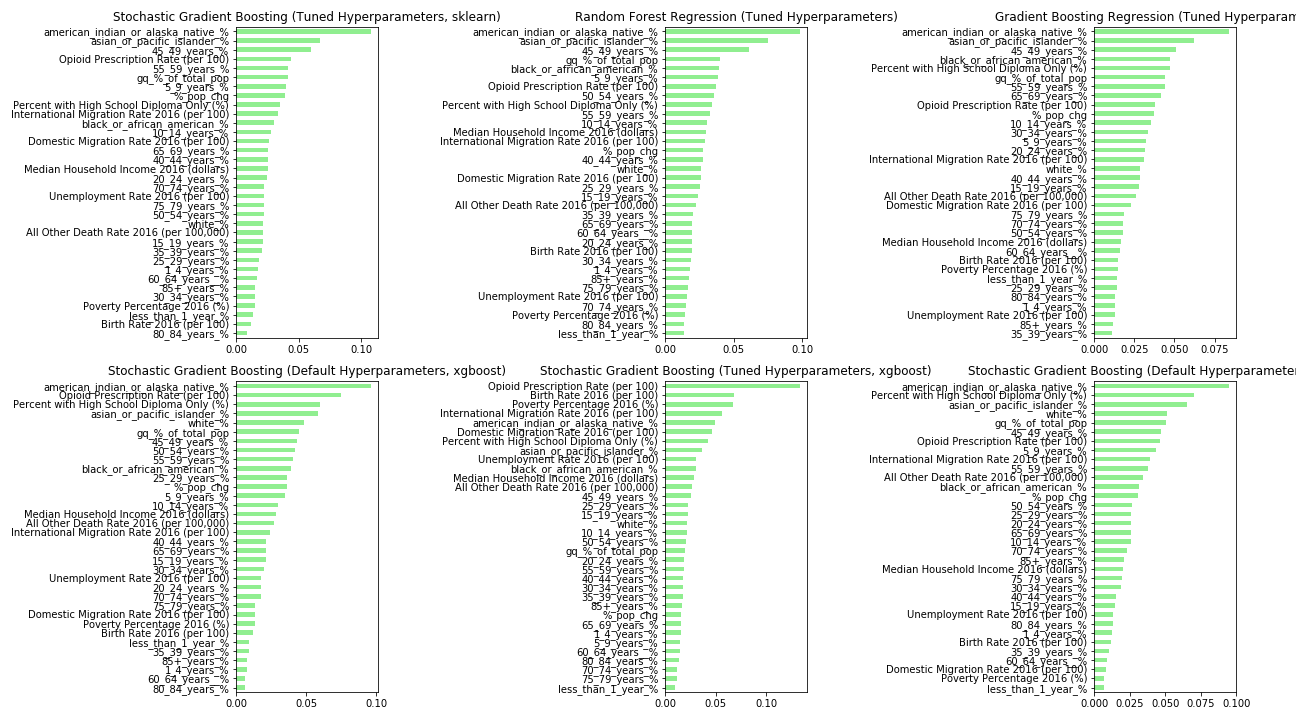 Stochastic Gradient Boosting (Tuned Hyperparameters, sklearn)
american_indian_or_alaska_native_%
asian_or_pacific_islander_%
45_49_years_%
Opioid Prescription Rate (per 100)
55_59_years_%
gq_%_of_total_pop
5_9_years_%
%_pop_chg
Percent with High School Diploma Only (%)
International Migration Rate 2016 (per 100)
black_or_african_american_%
10_14_years_%
Domestic Migration Rate 2016 (per 100)
65_69_years_%
40_44_years_%
Median Household Income 2016 (dollars)
20_24_years_%
70_74_years_%
Unemployment Rate 2016 (per 100)
75_79_years_%
50_54_years_%
white_%
All Other Death Rate 2016 (per 100,000)
15_19_years_%
35_39_years_%
25_29_years_%
1_4_years_%
60_64_years_%
85+_years_%
30_34_years_%
Poverty Percentage 2016 (%)
less_than_1_year_%
Birth Rate 2016 (per 100)
80_84_years_%
0.00 0.05 0.10
Random Forest Regression (Tuned Hyperparameters)
american_indian_or_alaska_native_%
asian_or_pacific_islander_%
45_49_years_%
gq_%_of_total_pop
black_or_african_american_%
5_9_years_%
Opioid Prescription Rate (per 100)
50_54_years_%
Percent with High School Diploma Only (%)
55_59_years_%
10_14_years_%
Median Household Income 2016 (dollars)
International Migration Rate 2016 (per 100)
%_pop_chg
40_44_years_%
white_%
Domestic Migration Rate 2016 (per 100)
25_29_years_%
15_19_years_%
All Other Death Rate 2016 (per 100,000)
35_39_years_%
65_69_years_%
60_64_years_%
20_24_years_%
Birth Rate 2016 (per 100)
30_34_years_%
1_4_years_%
85+_years_%
75_79_years_%
Unemployment Rate 2016 (per 100)
70_74_years_%
Poverty Percentage 2016 (%)
80_84_years_%
less_than_1_year_%
0.00 0.05 0.10
Gradient Boosting Regression (Tuned Hyperparam
american_indian_or_alaska_native_%
asian_or_pacific_islander_%
45_49_years_%
black_or_african_american_%
Percent with High School Diploma Only (%)
gq_%_of_total_pop
55_59_years_%
65_69_years_%
Opioid Prescription Rate (per 100)
%_pop_chg
10_14_years_%
30_34_years_%
5_9_years_%
20_24_years_%
International Migration Rate 2016 (per 100)
white_%
40_44_years_%
15_19_years_%
All Other Death Rate 2016 (per 100,000)
Domestic Migration Rate 2016 (per 100)
75_79_years_%
70_74_years_%
50_54_years_%
Median Household Income 2016 (dollars)
60_64_years_%
Birth Rate 2016 (per 100)
Poverty Percentage 2016 (%)
less_than_1_year_%
25_29_years_%
80_84_years_%
1_4_years_%
Unemployment Rate 2016 (per 100)
85+_years_%
35_39_years_%
0.000 0.025 0.050 0.075
Stochastic Gradient Boosting (Default Hyperparameters, xgboost)
american_indian_or_alaska_native_%
Opioid Prescription Rate (per 100)
Percent with High School Diploma Only (%)
asian_or_pacific_islander_%
white_%
gq_%_of_total_pop
45_49_years_%
50_54_years_%
55_59_years_%
black_or_african_american_%
25_29_years_%
%_pop_chg
5_9_years_%
10_14_years_%
Median Household Income 2016 (dollars)
All Other Death Rate 2016 (per 100,000)
International Migration Rate 2016 (per 100)
40_44_years_%
65_69_years_%
15_19_years_%
30_34_years_%
Unemployment Rate 2016 (per 100)
20_24_years_%
70_74_years_%
75_79_years_%
Domestic Migration Rate 2016 (per 100)
Poverty Percentage 2016 (%)
Birth Rate 2016 (per 100)
less_than_1_year_%
35_39_years_%
85+_years_%
1_4_years_%
60_64_years_%
80_84_years_%
0.00 0.05 0.10
Stochastic Gradient Boosting (Tuned Hyperparameters, xgboost)
Opioid Prescription Rate (per 100)
Birth Rate 2016 (per 100)
Poverty Percentage 2016 (%)
International Migration Rate 2016 (per 100)
american_indian_or_alaska_native_%
Domestic Migration Rate 2016 (per 100)
Percent with High School Diploma Only (%)
asian_or_pacific_islander_%
Unemployment Rate 2016 (per 100)
black_or_african_american_%
Median Household Income 2016 (dollars)
All Other Death Rate 2016 (per 100,000)
45_49_years_%
25_29_years_%
15_19_years_%
white_%
10_14_years_%
50_54_years_%
gq_%_of_total_pop
20_24_years_%
55_59_years_%
40_44_years_%
30_34_years_%
35_39_years_%
85+_years_%
%_pop_chg
65_69_years_%
1_4_years_%
5_9_years_%
60_64_years_%
80_84_years_%
70_74_years_%
75_79_years_%
less_than_1_year_%
0.00 0.05 0.10
Stochastic Gradient Boosting (Default Hyperparamete
american_indian_or_alaska_native_%
Percent with High School Diploma Only (%)
asian_or_pacific_islander_%
white_%
gq_%_of_total_pop
45_49_years_%
Opioid Prescription Rate (per 100)
5_9_years_%
International Migration Rate 2016 (per 100)
55_59_years_%
All Other Death Rate 2016 (per 100,000)
black_or_african_american_%
%_pop_chg
50_54_years_%
25_29_years_%
20_24_years_%
65_69_years_%
10_14_years_%
70_74_years_%
85+_years_%
Median Household Income 2016 (dollars)
75_79_years_%
30_34_years_%
40_44_years_%
15_19_years_%
Unemployment Rate 2016 (per 100)
80_84_years_%
1_4_years_%
Birth Rate 2016 (per 100)
35_39_years_%
60_64_years_%
Domestic Migration Rate 2016 (per 100)
Poverty Percentage 2016 (%)
less_than_1_year_%
0.000 0.025 0.050 0.075 0.100